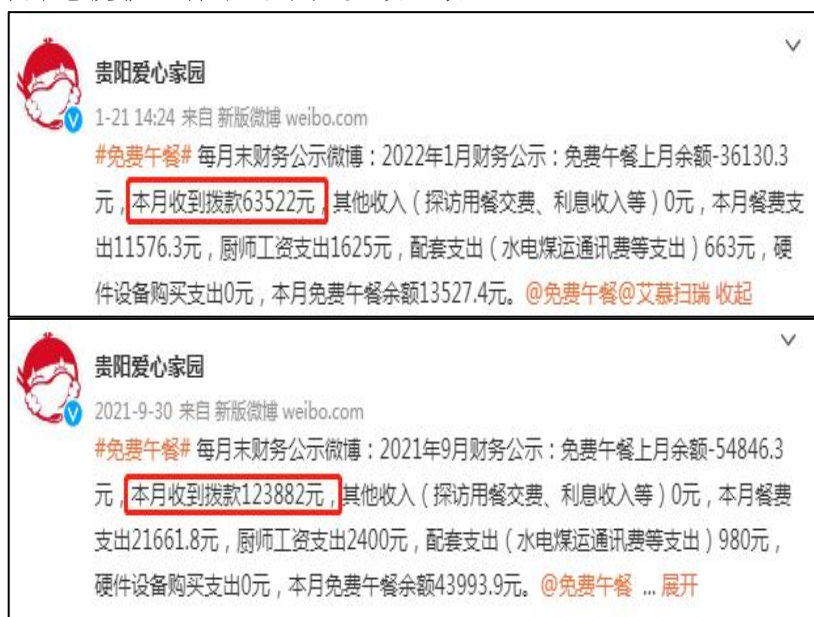 贵阳爱心家园
1-21 14:24 来自 新版微博 weibo.com
#免费午餐# 每月末财务公示微博：2022年1月财务公示：免费午餐上月余额-36130.3
元，本月收到拨款63522元，其他收入（探访用餐交费、利息收入等）0元，本月餐费支
出11576.3元，厨师工资支出1625元，配套支出（水电煤运通讯费等支出）663元，硬
件设备购买支出0元，本月免费午餐余额13527.4元。@免费午餐@艾慕扫瑞 收起
贵阳爱心家园
2021-9-30 来自 新版微博 weibo.com
#免费午餐# 每月末财务公示微博：2021年9月财务公示：免费午餐上月余额-54846.3
元，本月收到拨款123882元，其他收入（探访用餐交费、利息收入等）0元，本月餐费
支出21661.8元，厨师工资支出2400元，配套支出（水电煤运通讯费等支出）980元，
硬件设备购买支出0元，本月免费午餐余额43993.9元。@免费午餐 ... 展开